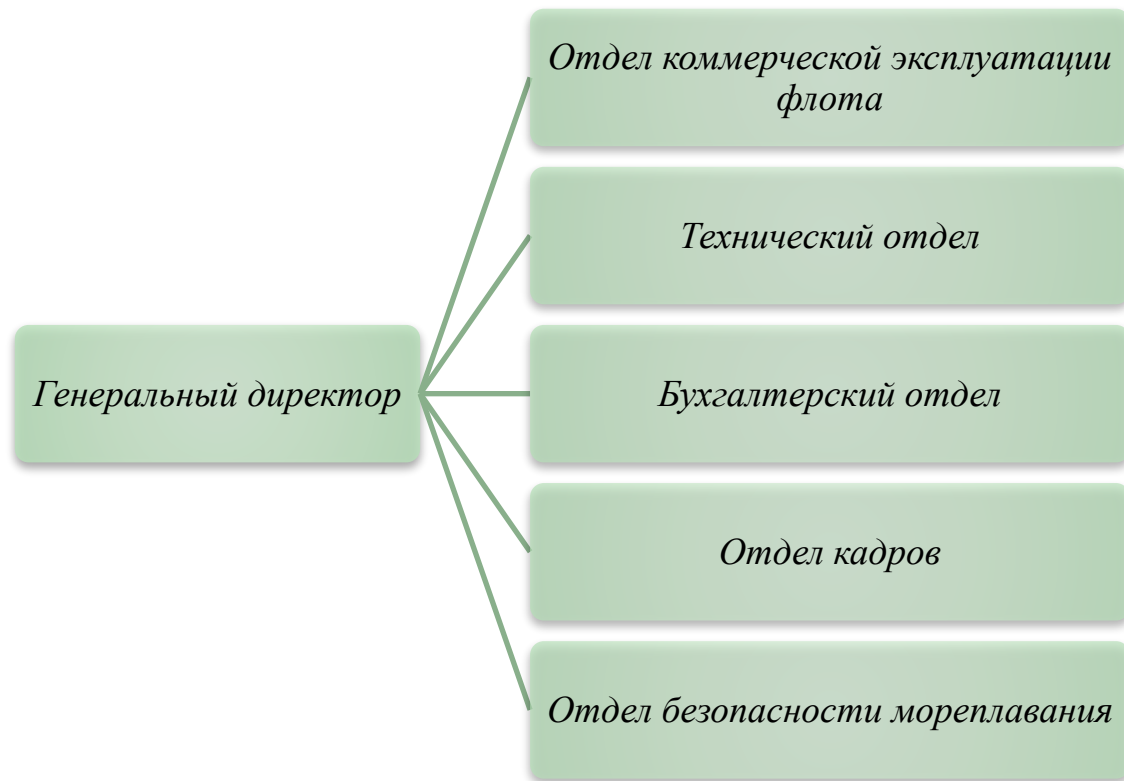 Отдел коммерческой эксплуатации
флота
Технический отдел
Генеральный директор
Бухгалтерский отдел
Отдел кадров
Отдел безопасности мореплавания